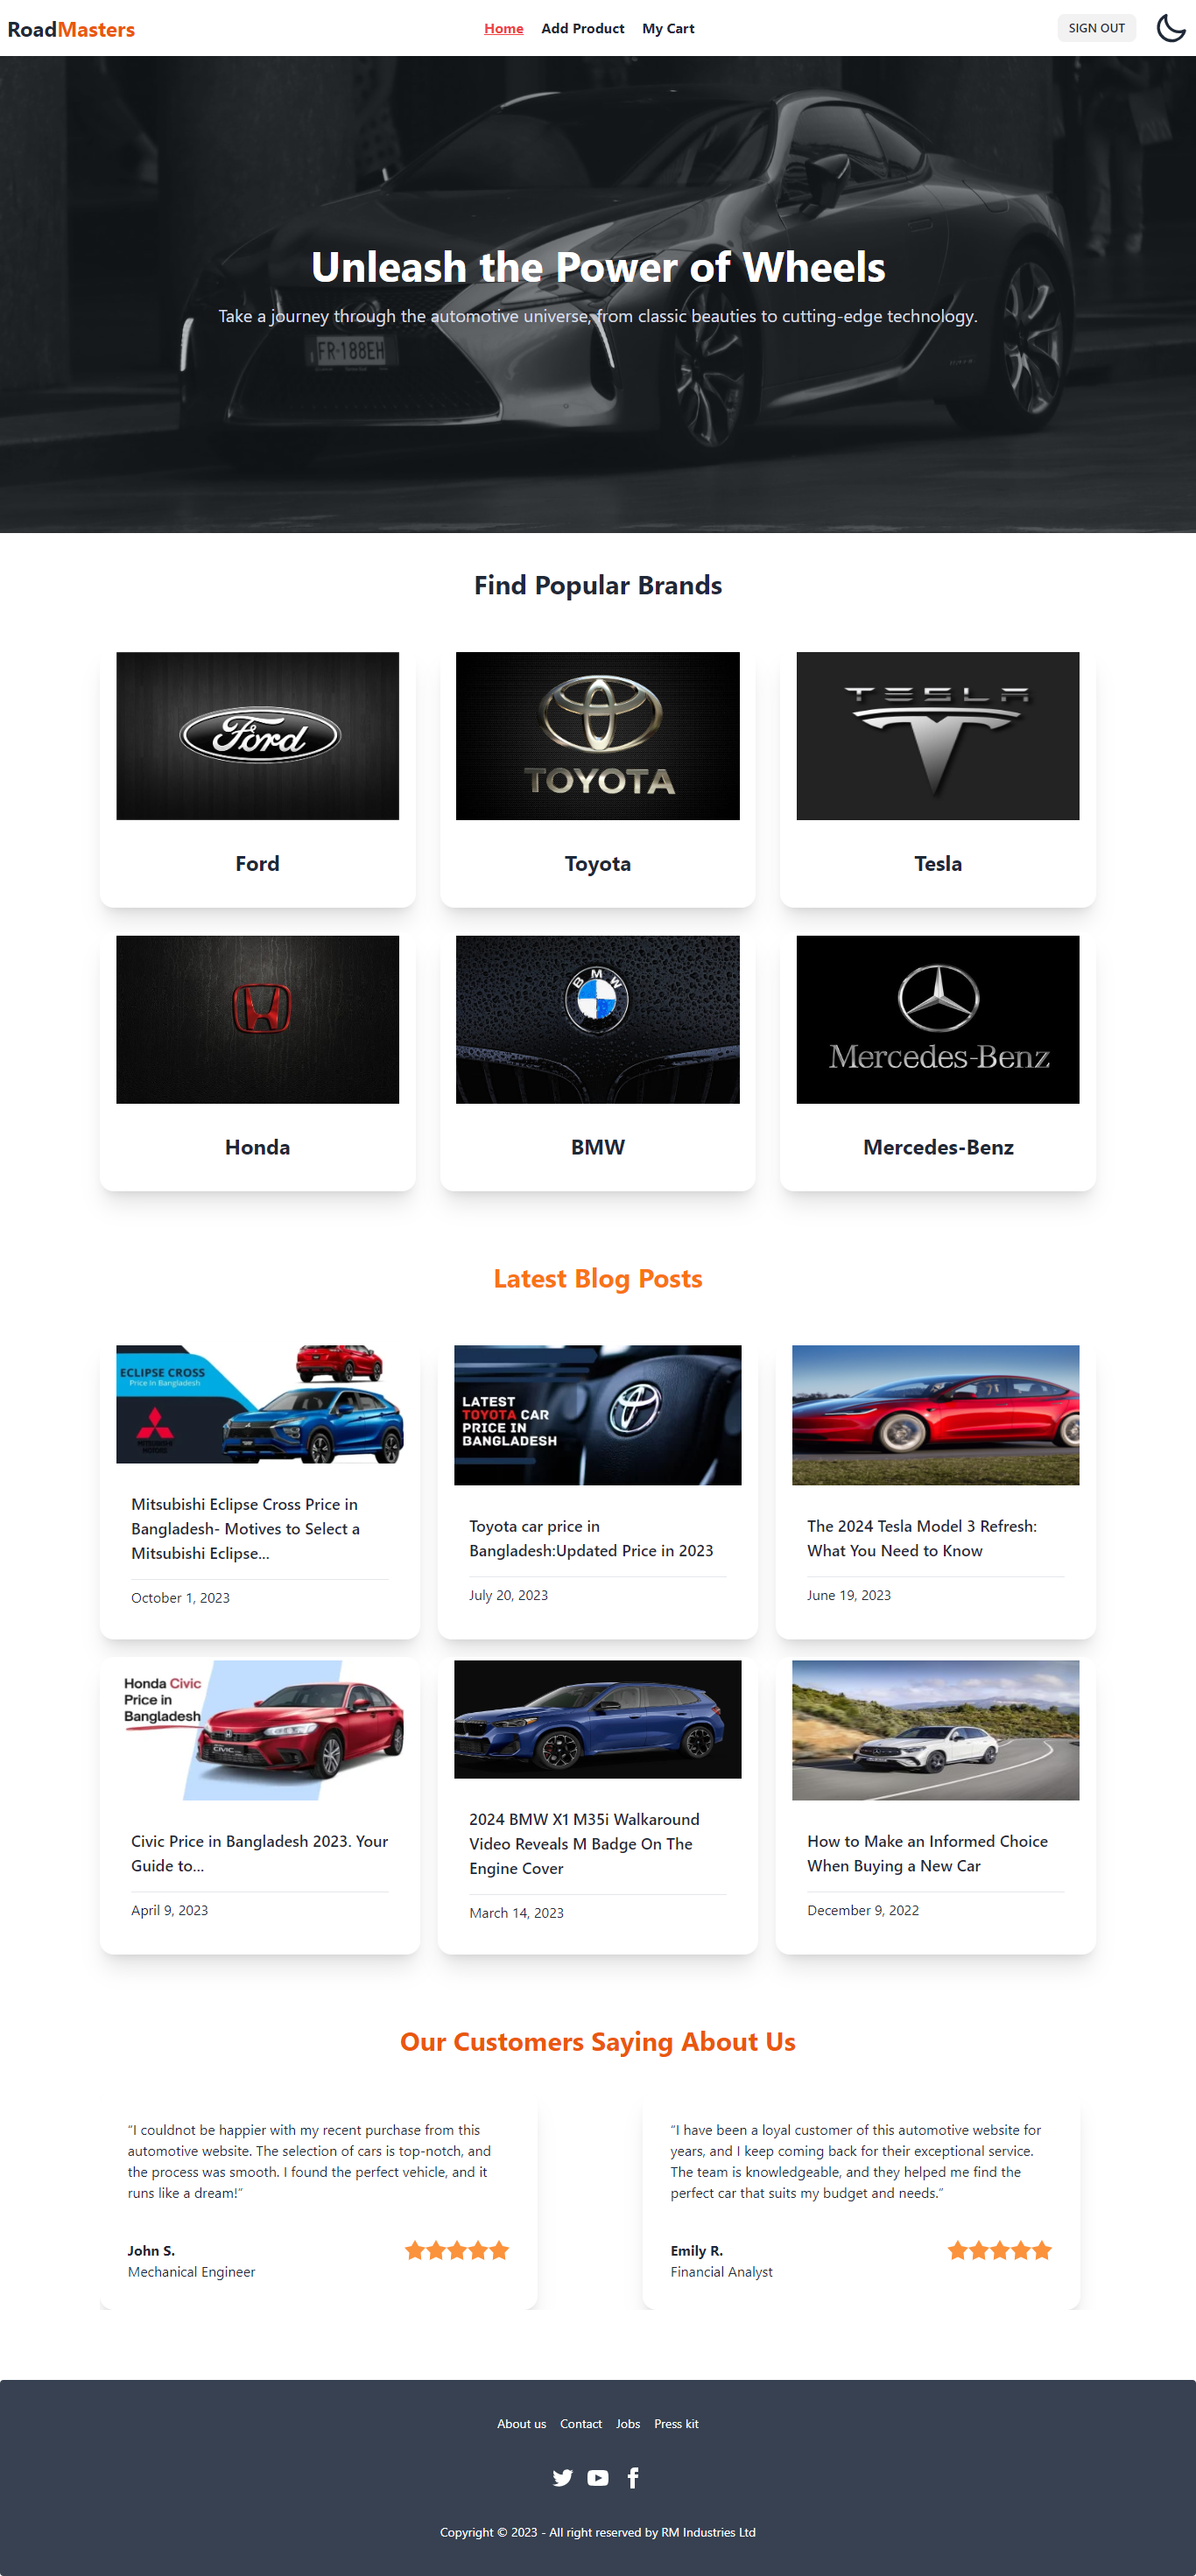 RoadMasters
Home Add Product My Cart
SIGN OUT
Unleash the Power of Wheels
Take a journey through the automotive universe, from classic beauties to cutting-edge technology.
FR·188EH
Find Popular Brands
Ford
TOYOTA
TESLA
Ford
Toyota
Tesla
BMW
Mercedes-Benz
Honda
BMW
Mercedes-Benz
Latest Blog Posts
ECLIPSE CROSS
Price in Bangladesh
MITSUBISHI
MOTORS
LATEST
TOYOTA CAR
PRICE IN
BANGLADESH
Mitsubishi Eclipse Cross Price in
Bangladesh- Motives to Select a
Mitsubishi Eclipse...
October 1, 2023
Toyota car price in
Bangladesh:Updated Price in 2023
July 20, 2023
The 2024 Tesla Model 3 Refresh:
What You Need to Know
June 19, 2023
Honda Civic
Price in
Bangladesh
CIVIC
Civic Price in Bangladesh 2023. Your
Guide to...
April 9, 2023
2024 BMW X1 M35i Walkaround
Video Reveals M Badge On The
Engine Cover
March 14, 2023
How to Make an Informed Choice
When Buying a New Car
December 9, 2022
Our Customers Saying About Us
“I couldnot be happier with my recent purchase from this
automotive website. The selection of cars is top-notch, and
the process was smooth. I found the perfect vehicle, and it
runs like a dream!”
John S.
Mechanical Engineer
“I have been a loyal customer of this automotive website for
years, and I keep coming back for their exceptional service.
The team is knowledgeable, and they helped me find the
perfect car that suits my budget and needs.”
Emily R.
Financial Analyst
About us Contact Jobs Press kit
Copyright © 2023 - All right reserved by RM Industries Ltd